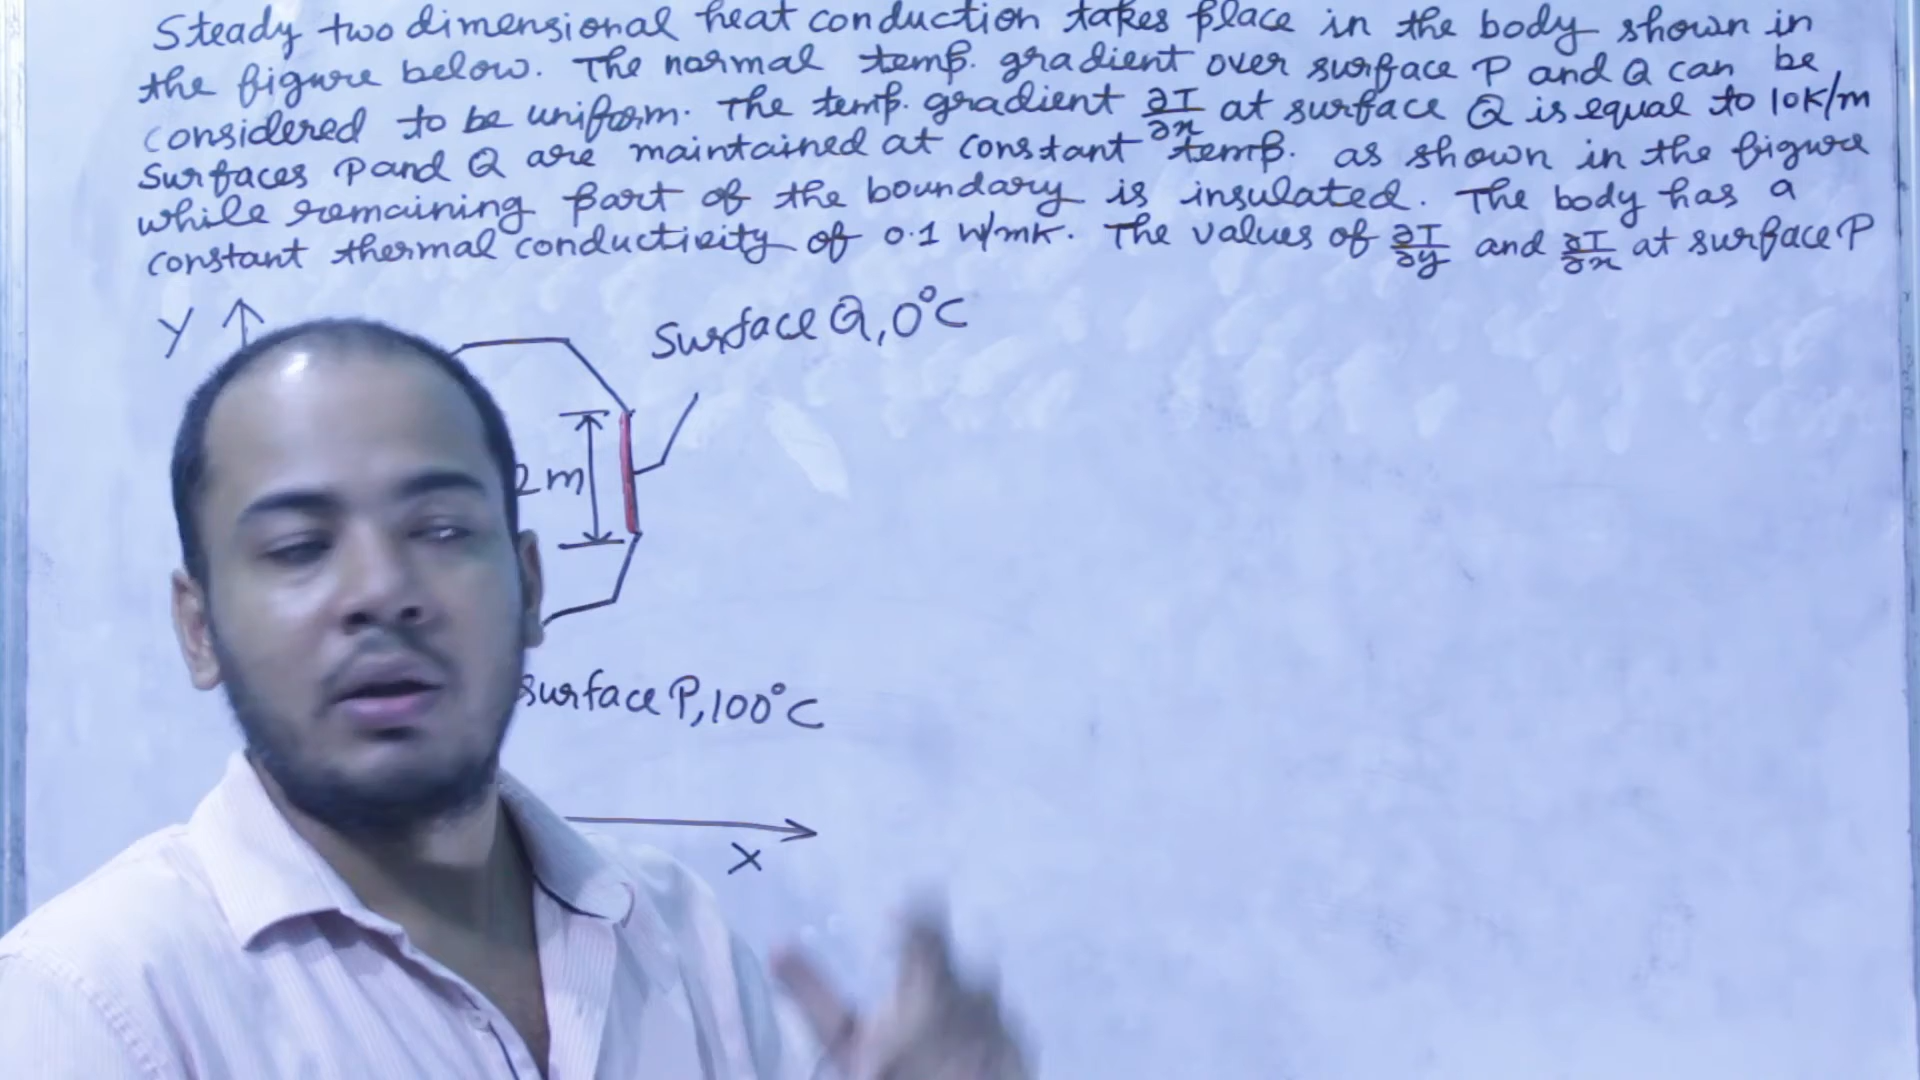 Steady two dimensional heat conduction takes place in the body shown in
the figure below. The normal temp. gradient over surface P and Q can be
considered to be uniform. The temp. gradient ∂T/∂x at surface Q is equal to 10K/m
Surfaces P and Q are maintained at constant temp. as shown in the figure
while remaining part of the boundary is insulated. The body has a
constant thermal conductivity of 0.1 W/mK. The values of ∂T/∂y and ∂T/∂x at surface P
Y
Surface Q, 0°C
2m
surface P, 100°C
X